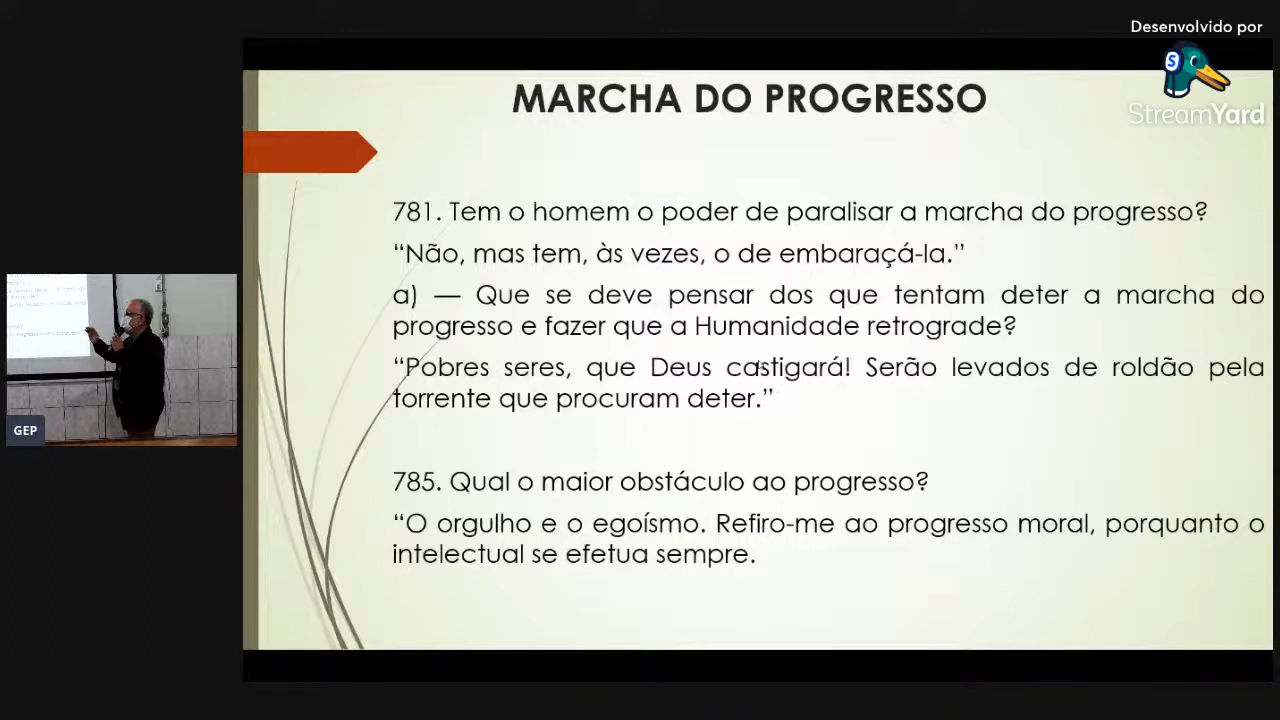 Desenvolvido por
StreamYard
MARCHA DO PROGRESSO
781. Tem o homem o poder de paralisar a marcha do progresso?
“Não, mas tem, às vezes, o de embaraçá-la.”
a) — Que se deve pensar dos que tentam deter a marcha do
progresso e fazer que a Humanidade retrograde?
“Pobres seres, que Deus castigará! Serão levados de roldão pela
torrente que procuram deter.”
785. Qual o maior obstáculo ao progresso?
“O orgulho e o egoísmo. Refiro-me ao progresso moral, porquanto o
intelectual se efetua sempre.
GEP